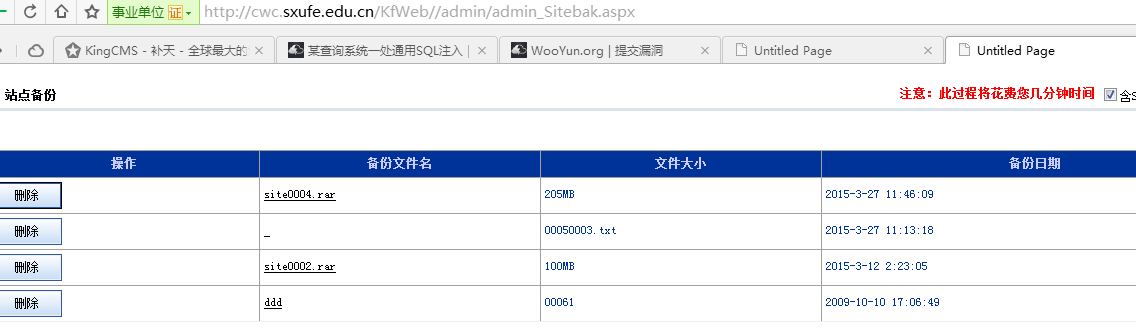 事业单位 证 http://cwc.sxufe.edu.cn/KfWeb//admin/admin_Sitebak.aspx
KingCMS - 补天 - 全球最大的 某查询系统一处通用SQL注入 | WooYun.org | 提交漏洞 Untitled Page Untitled Page
站点备份 注意：此过程将花费您几分钟时间 含S
操作 备份文件名 文件大小 备份日期
删除 site0004.rar 205MB 2015-3-27 11:46:09
删除 _ 00050003.txt 2015-3-27 11:13:18
删除 site0002.rar 100MB 2015-3-12 2:23:05
删除 ddd 00061 2009-10-10 17:06:49